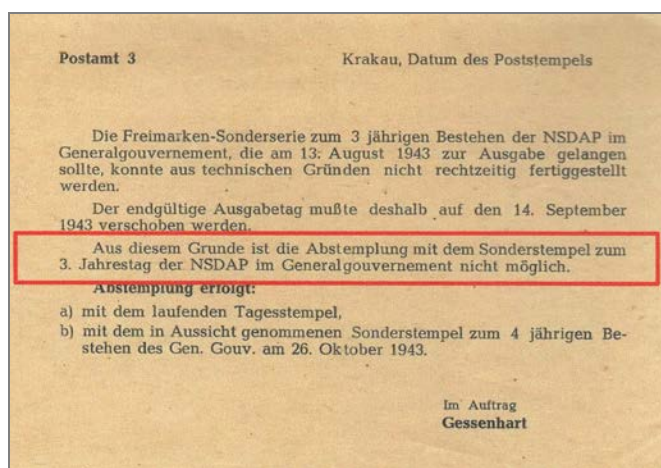 Postamt 3 Krakau, Datum des Poststempels
Die Freimarken-Sonderserie zum 3 jährigen Bestehen der NSDAP im
Generalgouvernement, die am 13. August 1943 zur Ausgabe gelangen
sollte, konnte aus technischen Gründen nicht rechtzeitig fertiggestellt
werden.
Der endgültige Ausgabetag mußte deshalb auf den 14. September
1943 verschoben werden.
Aus diesem Grunde ist die Abstemplung mit dem Sonderstempel zum
3. Jahrestag der NSDAP im Generalgouvernement nicht möglich.
Abstemplung erfolgt:
a) mit dem laufenden Tagesstempel,
b) mit dem in Aussicht genommenen Sonderstempel zum 4 jährigen Be-
stehen des Gen. Gouv. am 26. Oktober 1943.
Im Auftrag
Gessenhart